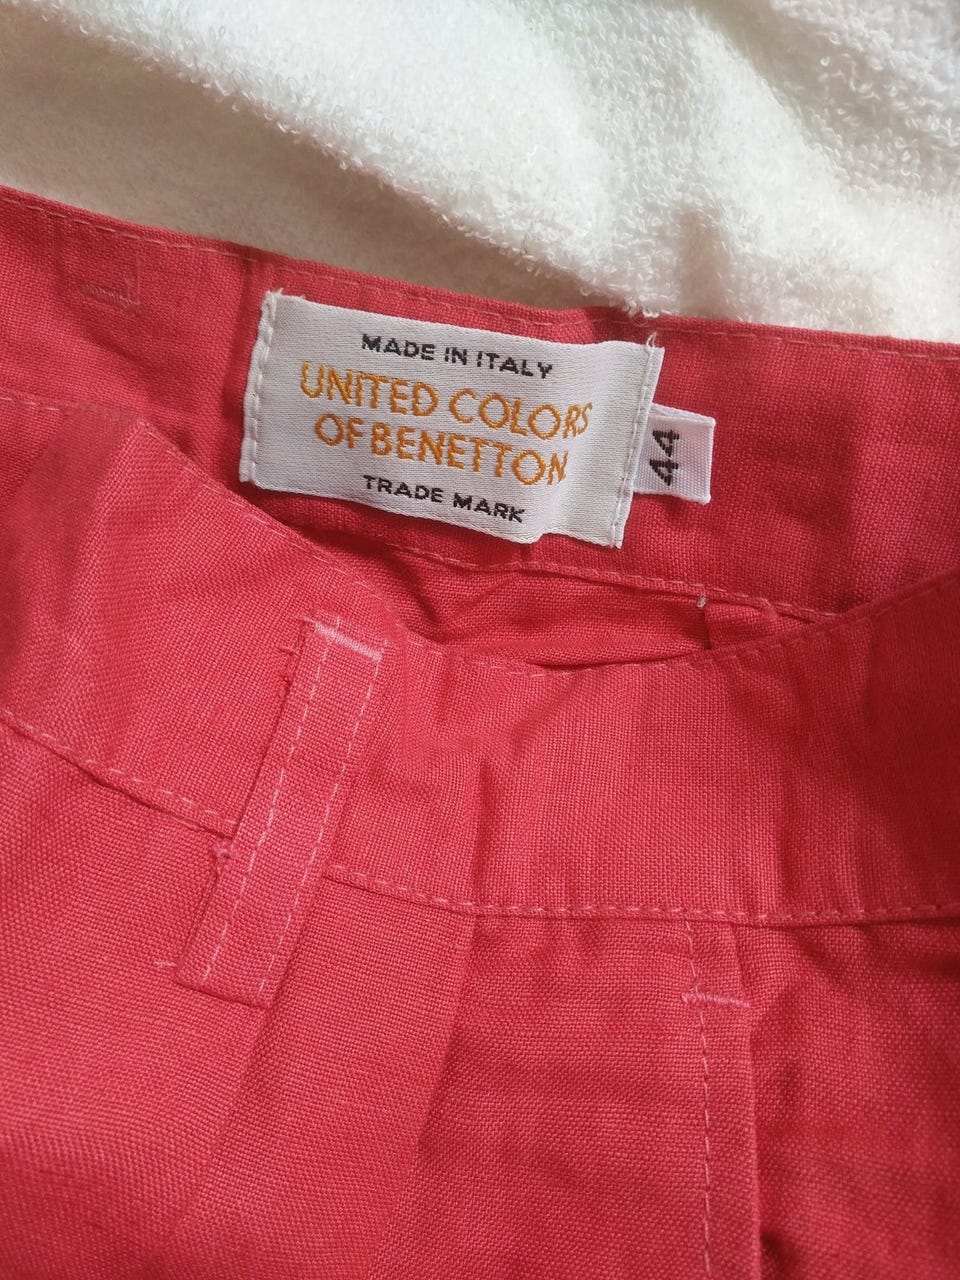 MADE IN ITALY
UNITED COLORS
OF BENETTON.
TRADE MARK
44